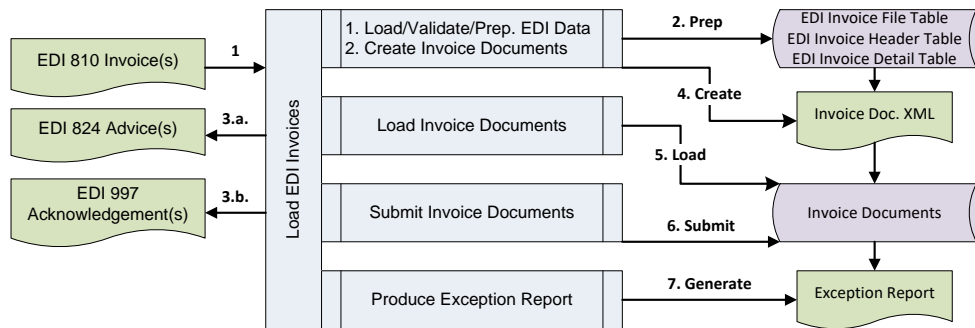 EDI 810 Invoice(s)
1
EDI 824 Advice(s)
3.a.
EDI 997
Acknowledgement(s)
3.b.
Load EDI Invoices
1. Load/Validate/Prep. EDI Data
2. Create Invoice Documents
Load Invoice Documents
Submit Invoice Documents
Produce Exception Report
2. Prep
4. Create
5. Load
6. Submit
7. Generate
EDI Invoice File Table
EDI Invoice Header Table
EDI Invoice Detail Table
Invoice Doc. XML
Invoice Documents
Exception Report